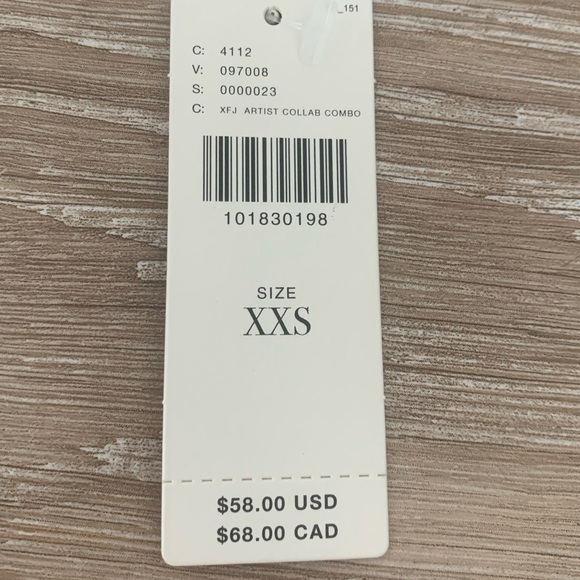 _151
C: 4112
V: 097008
S: 0000023
C: XFJ ARTIST COLLAB COMBO
101830198
SIZE
XXS
$58.00 USD
$68.00 CAD